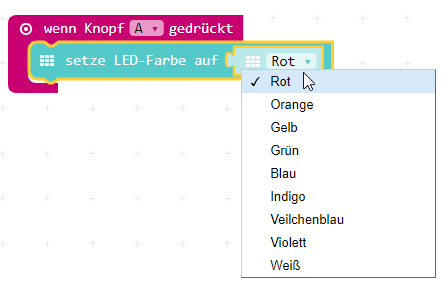 wenn Knopf A gedrückt
setze LED-Farbe auf Rot
✓ Rot
Orange
Gelb
Grün
Blau
Indigo
Veilchenblau
Violett
Weiß